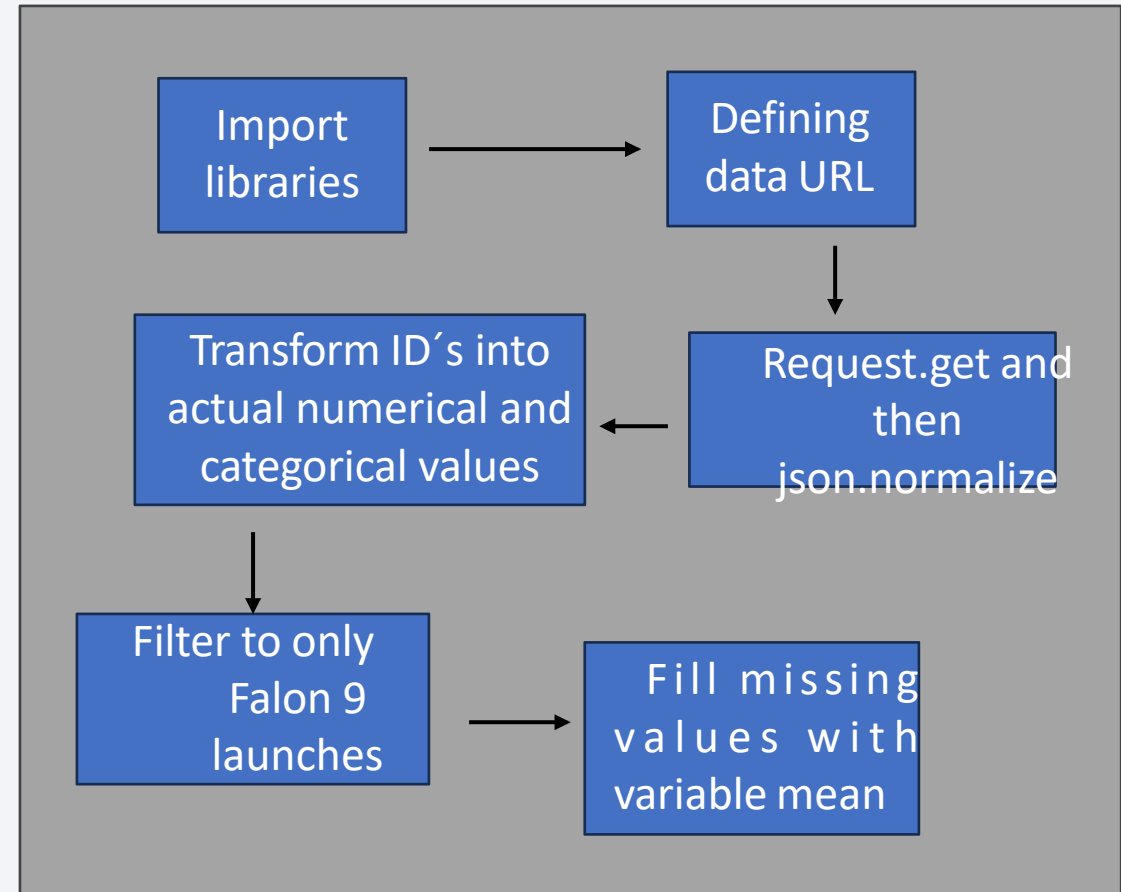 Import
libraries
Defining
data URL
Request.get and
then
json.normalize
Transform ID´s into
actual numerical and
categorical values
Filter to only
Falon 9
launches
Fill missing
values with
variable mean